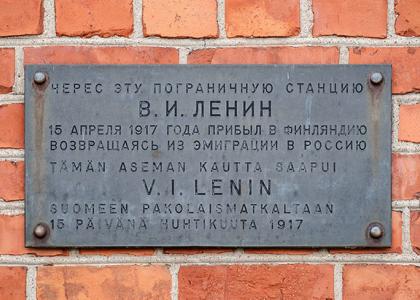 ЧЕРЕС ЭТУ ПОГРАНИЧНУЮ СТАНЦИЮ
В. И. ЛЕНИН
15 АПРЕЛЯ 1917 ГОДА ПРИБЫЛ В ФИНЛЯНДИЮ
ВОЗВРАЩАЯСЬ ИЗ ЭМИГРАЦИИ В РОССИЮ
TÄMÄN ASEMAN KAUTTA SAAPUI
V. I. LENIN
SUOMEEN PAKOLAISMATKALTAAN
15 PÄIVÄNÄ HUHTIKUUTA 1917